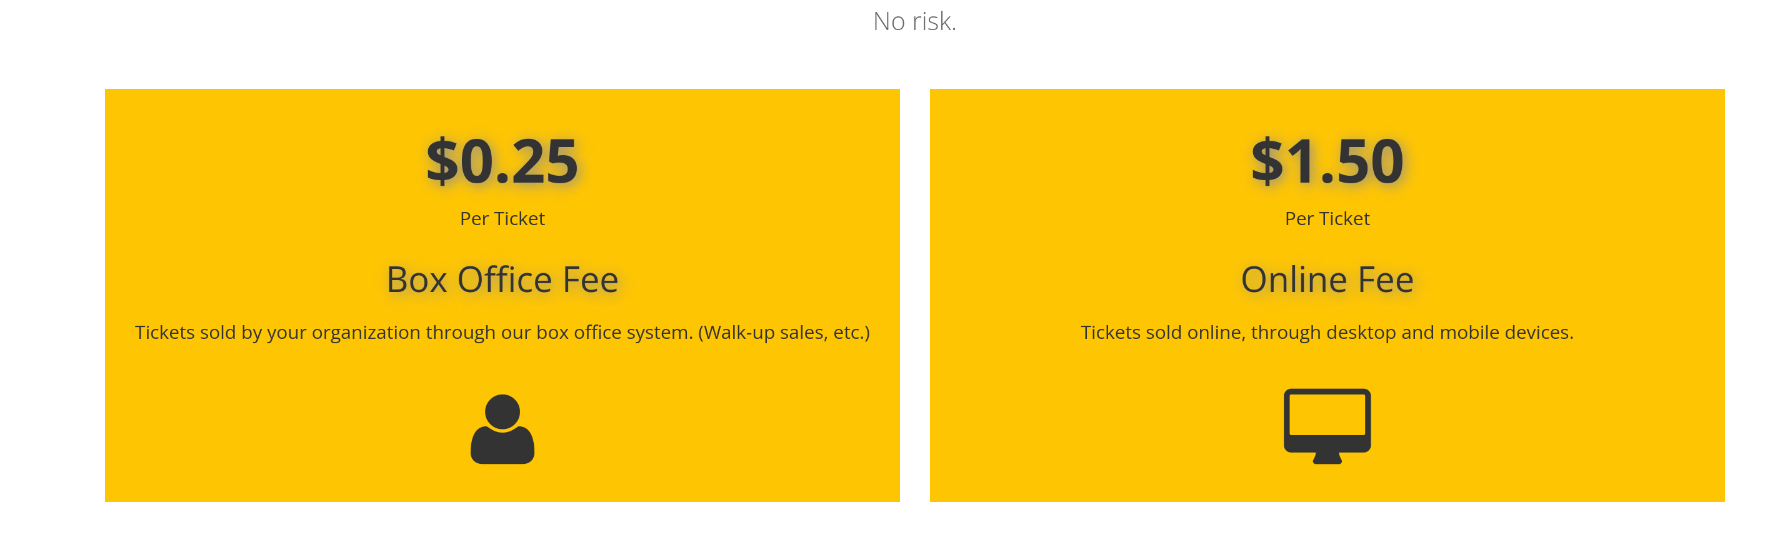 No risk.
$0.25
Per Ticket
Box Office Fee
Tickets sold by your organization through our box office system. (Walk-up sales, etc.)
$1.50
Per Ticket
Online Fee
Tickets sold online, through desktop and mobile devices.